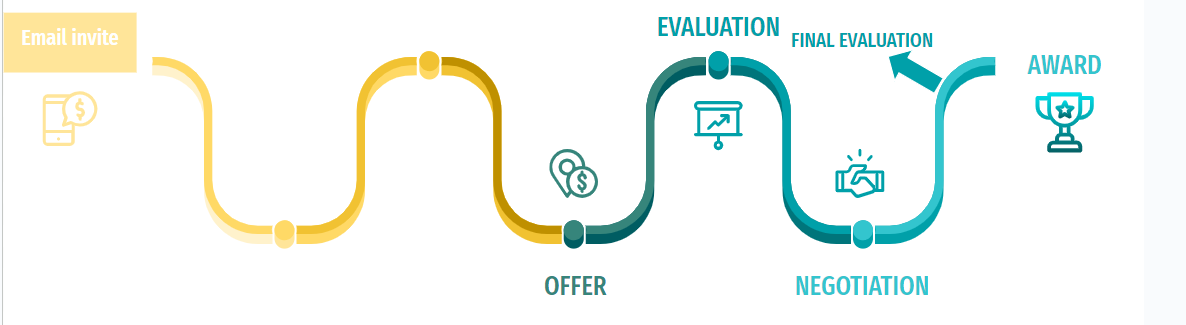 Email invite
OFFER
EVALUATION
NEGOTIATION
FINAL EVALUATION
AWARD